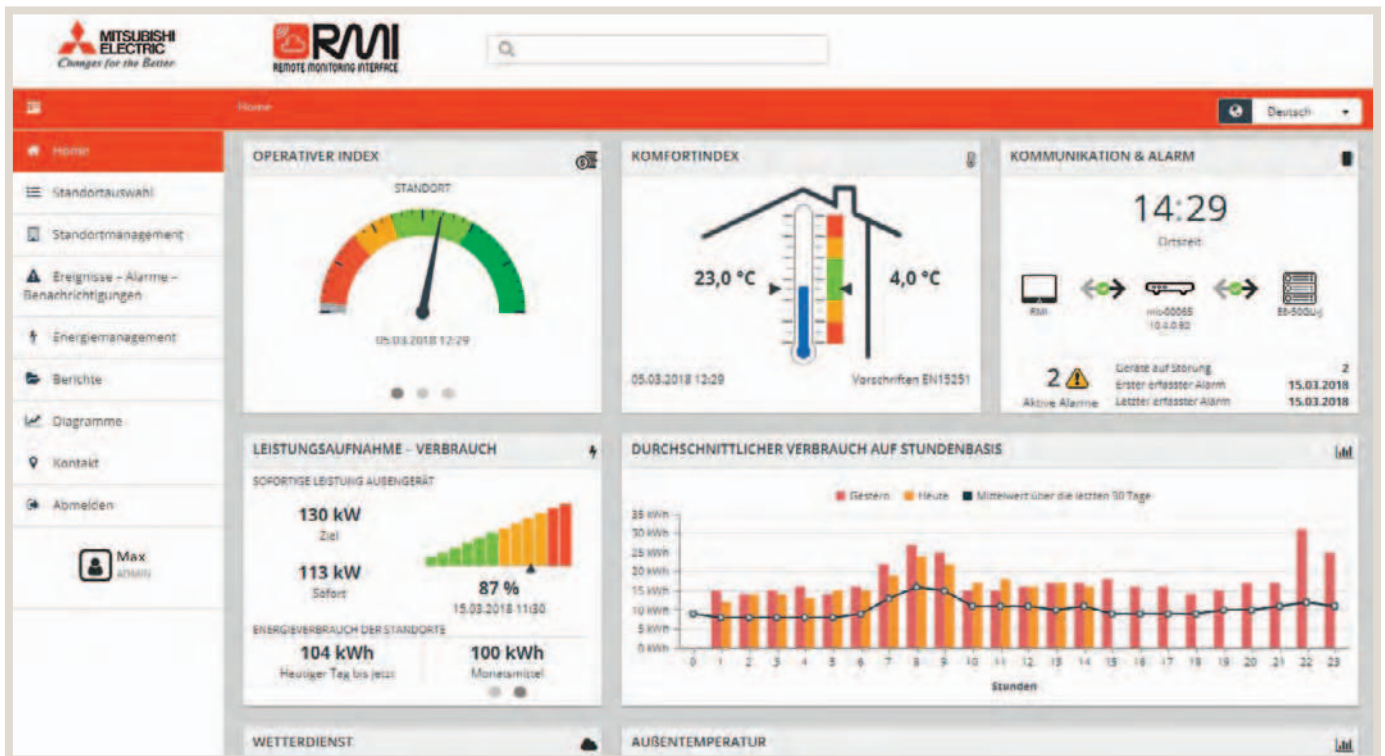 MITSUBISHI
ELECTRIC
Changes for the Better
RMI
REMOTE MONITORING INTERFACE
Home
Deutsch
Home
Standortauswahl
Standortmanagement
Ereignisse – Alarme –
Benachrichtigungen
Energiemanagement
Berichte
Diagramme
Kontakt
Abmelden
Max
ADMIN
OPERATIVER INDEX
STANDORT
05.03.2018 12:29
KOMFORTINDEX
23,0 °C
4,0 °C
05.03.2018 12:29
Vorschriften EN15251
KOMMUNIKATION & ALARM
14:29
Ortszeit
RMI
10.4.0.80
2
Aktive Alarme
Geräte auf Störung 2
Erster erfasster Alarm 15.03.2018
Letzter erfasster Alarm 15.03.2018
LEISTUNGSAUFNAHME – VERBRAUCH
SOFORTIGE LEISTUNG AUßENGERÄT
130 kW
Ziel
113 kW
Sofort
87 %
15.03.2018 11:30
ENERGIEVERBRAUCH DER STANDORTE
104 kWh
Heutiger Tag bis jetzt
100 kWh
Monatsmittel
DURCHSCHNITTLICHER VERBRAUCH AUF STUNDENBASIS
Gestern Heute Mittelwert über die letzten 30 Tage
35 kWh
30 kWh
25 kWh
20 kWh
15 kWh
10 kWh
5 kWh
0 kWh
0 1 2 3 4 5 6 7 8 9 10 11 12 13 14 15 16 17 18 19 20 21 22 23
Stunden
WETTERDIENST
AUßENTEMPERATUR